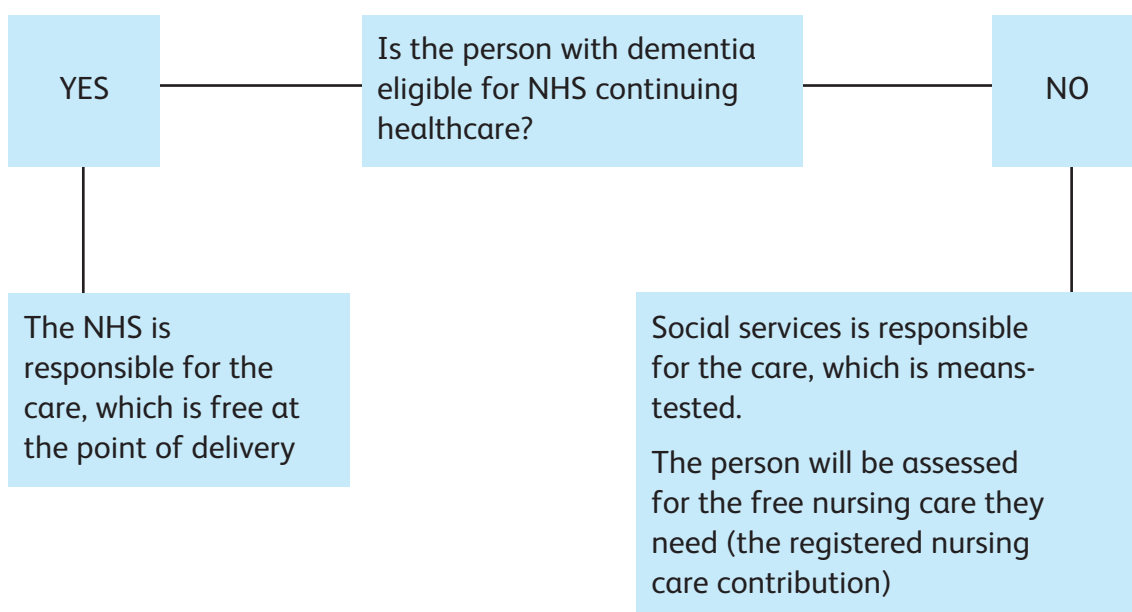 YES
Is the person with dementia
eligible for NHS continuing
healthcare?
NO
The NHS is
responsible for the
care, which is free at
the point of delivery
Social services is responsible
for the care, which is means-
tested.
The person will be assessed
for the free nursing care they
need (the registered nursing
care contribution)